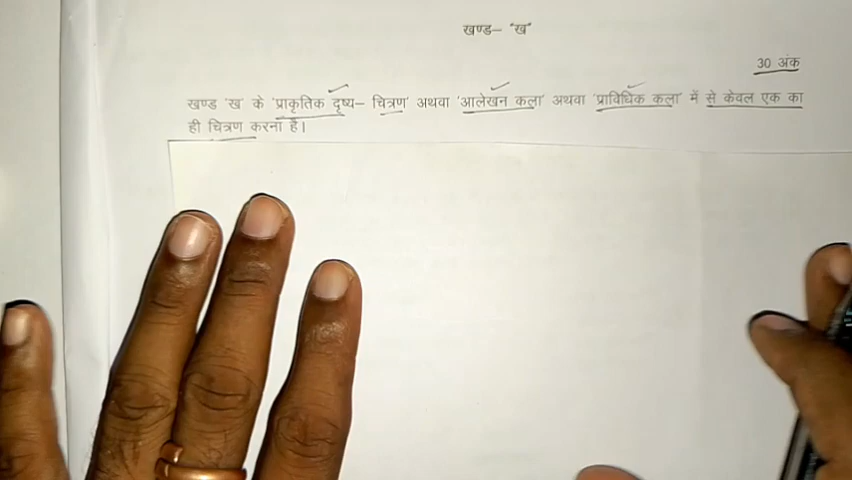 खण्ड– "ख"
30 अंक
खण्ड 'ख' के 'प्राकृतिक दृष्य– चित्रण' अथवा 'आलेखन कला' अथवा 'प्राविधिक कला' में से केवल एक का
ही चित्रण करना है।